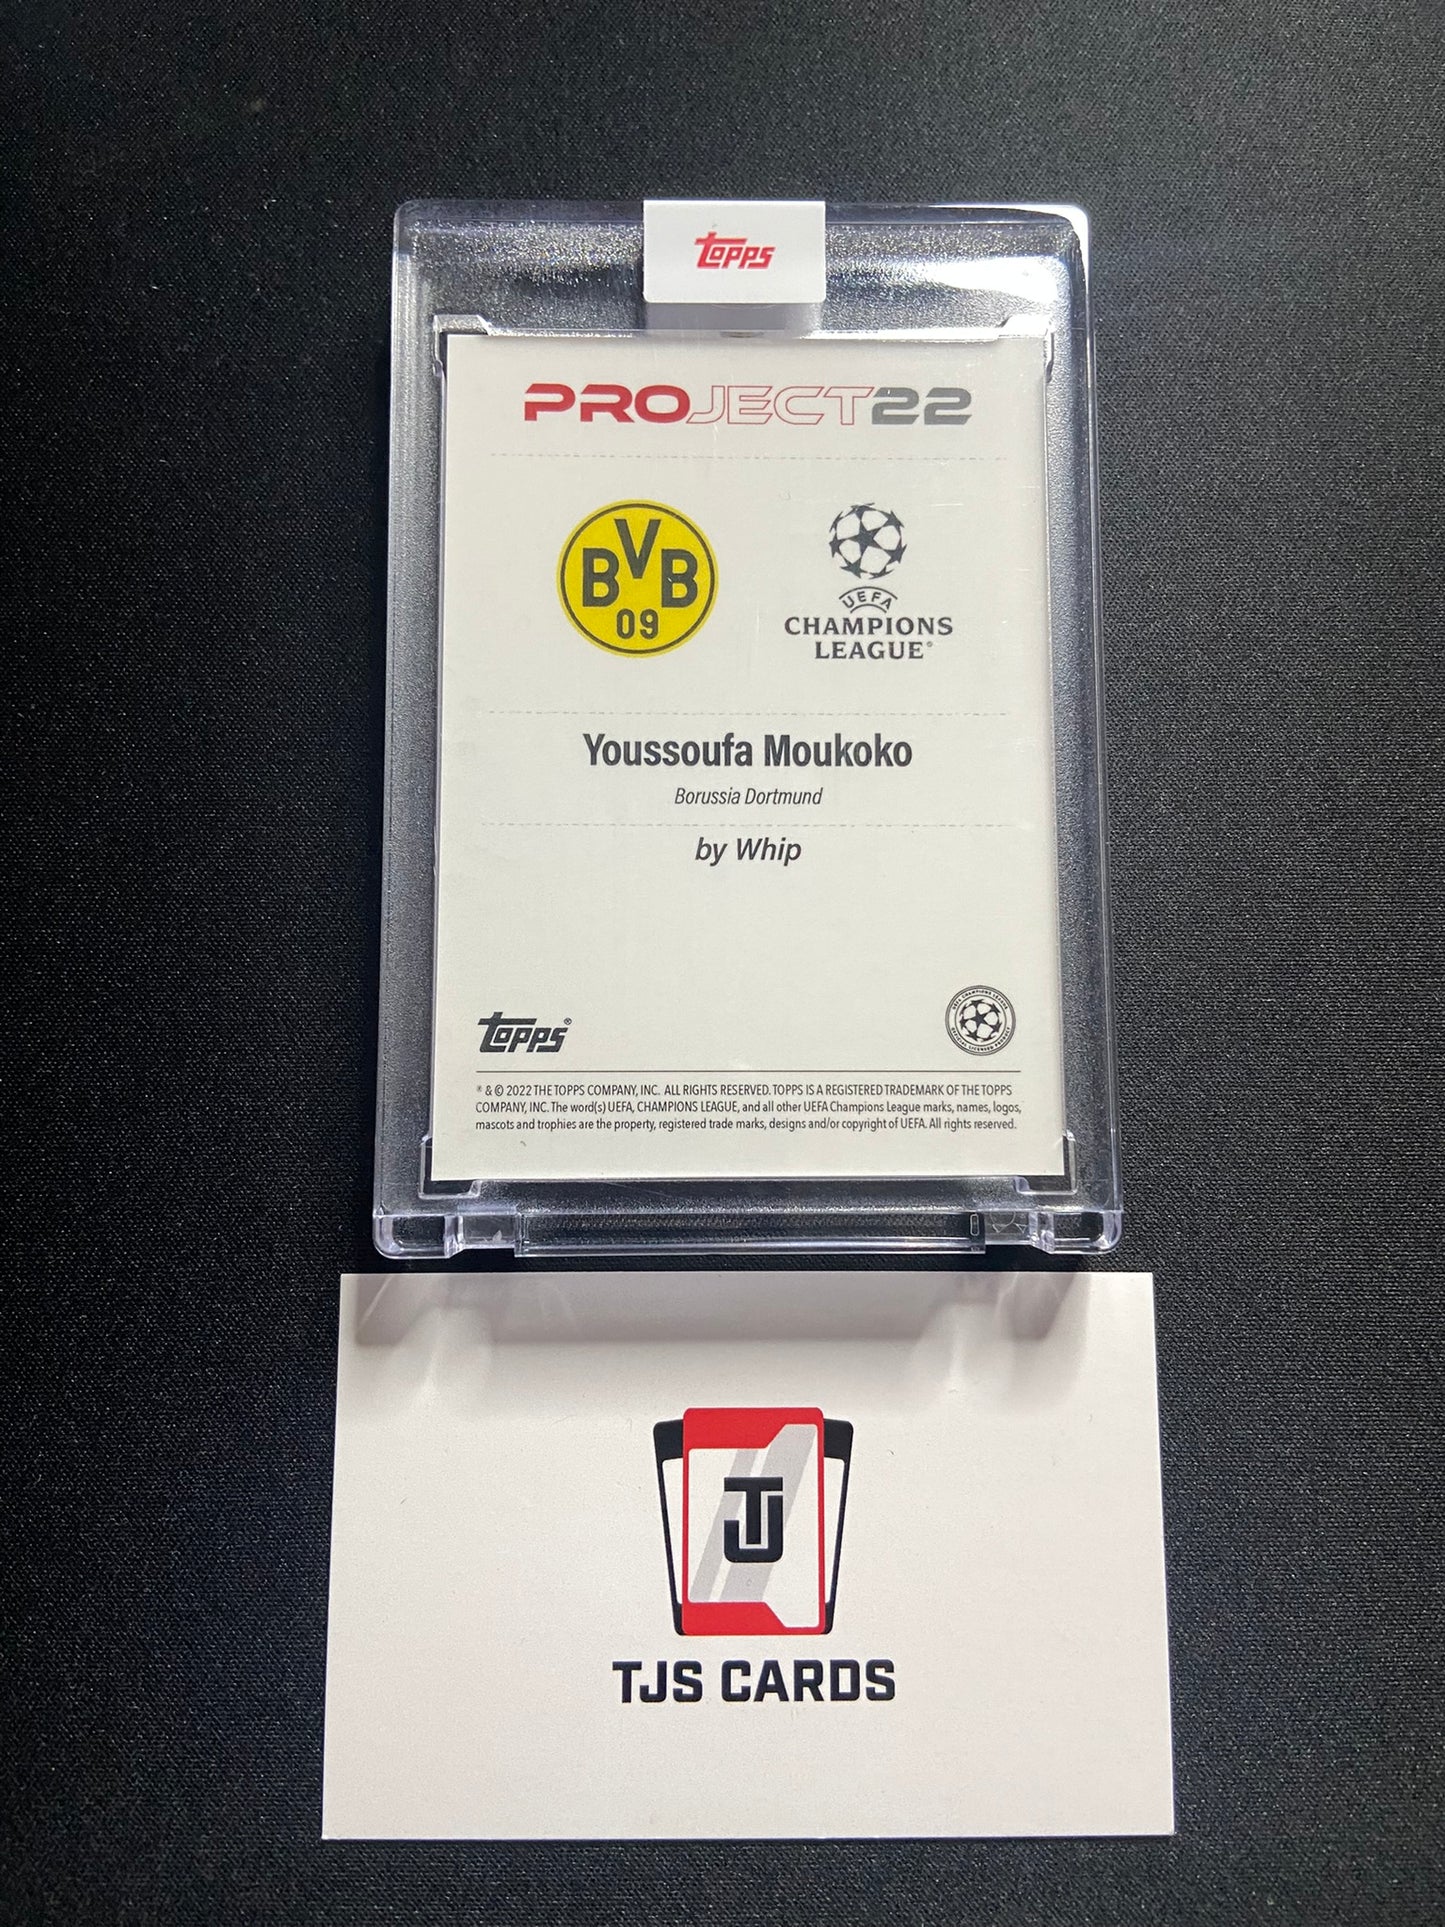 Topps
PROJECT22
BVB
09
UEFA
CHAMPIONS
LEAGUE®
Youssoufa Moukoko
Borussia Dortmund
by Whip
Topps®
® & © 2022 THE TOPPS COMPANY, INC. ALL RIGHTS RESERVED. TOPPS IS A REGISTERED TRADEMARK OF THE TOPPS
COMPANY, INC. The word(s) UEFA, CHAMPIONS LEAGUE, and all other UEFA Champions League marks, names, logos,
mascots and trophies are the property, registered trade marks, designs and/or copyright of UEFA. All rights reserved.
TJ
TJS CARDS